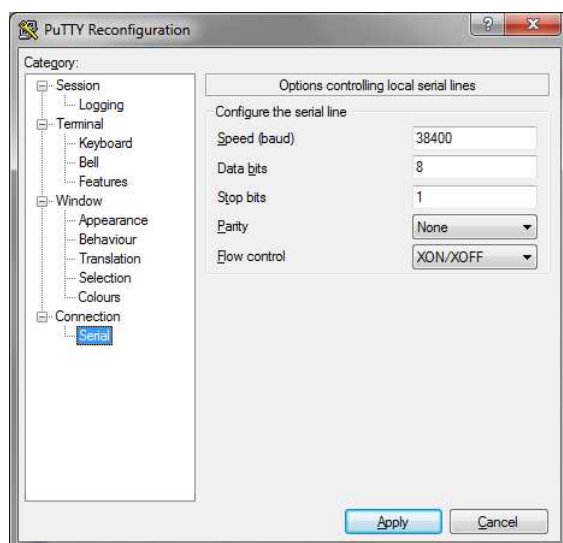 PuTTY Reconfiguration
Category:
Session
Logging
Terminal
Keyboard
Bell
Features
Window
Appearance
Behaviour
Translation
Selection
Colours
Connection
Serial
Options controlling local serial lines
Configure the serial line
Speed (baud) 38400
Data bits 8
Stop bits 1
Parity None
Flow control XON/XOFF
Apply Cancel